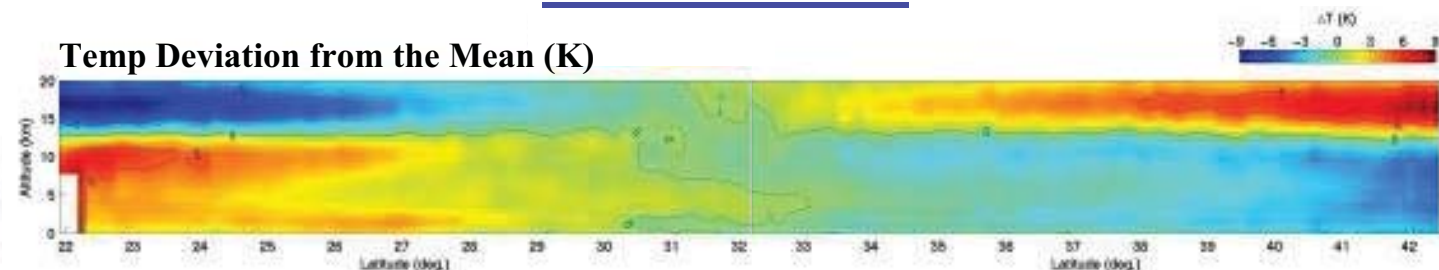 ΔT (K)
-9 -6 -3 0 3 6 9
Temp Deviation from the Mean (K)
20
15
10
5
0
Altitude (km)
22 23 24 25 26 27 28 29 30 31 32 33 34 35 36 37 38 39 40 41 42
Latitude (deg.) Latitude (deg.)